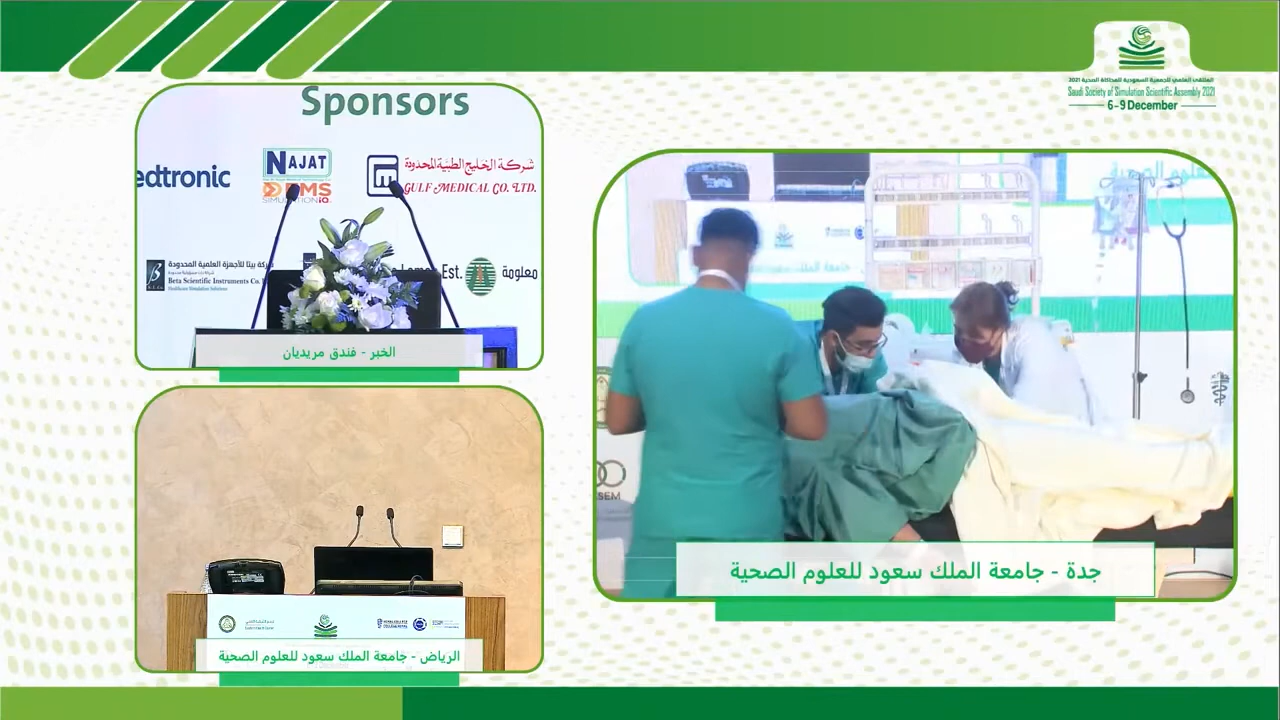 الملتقى العلمي للجمعية السعودية للمحاكاة الصحية 2021
Saudi Society of Simulation Scientific Assembly 2021
6 - 9 December
Sponsors
edtronic
NAJAT
شركة الخليج الطبية المحدودة
GULF MEDICAL CO. LTD.
شركة بيتا للأجهزة العلمية المحدودة
Beta Scientific Instruments Co.
Est.
معلومة
الخبر - فندق مريديان
جدة - جامعة الملك سعود للعلوم الصحية
الرياض - جامعة الملك سعود للعلوم الصحية
SEM